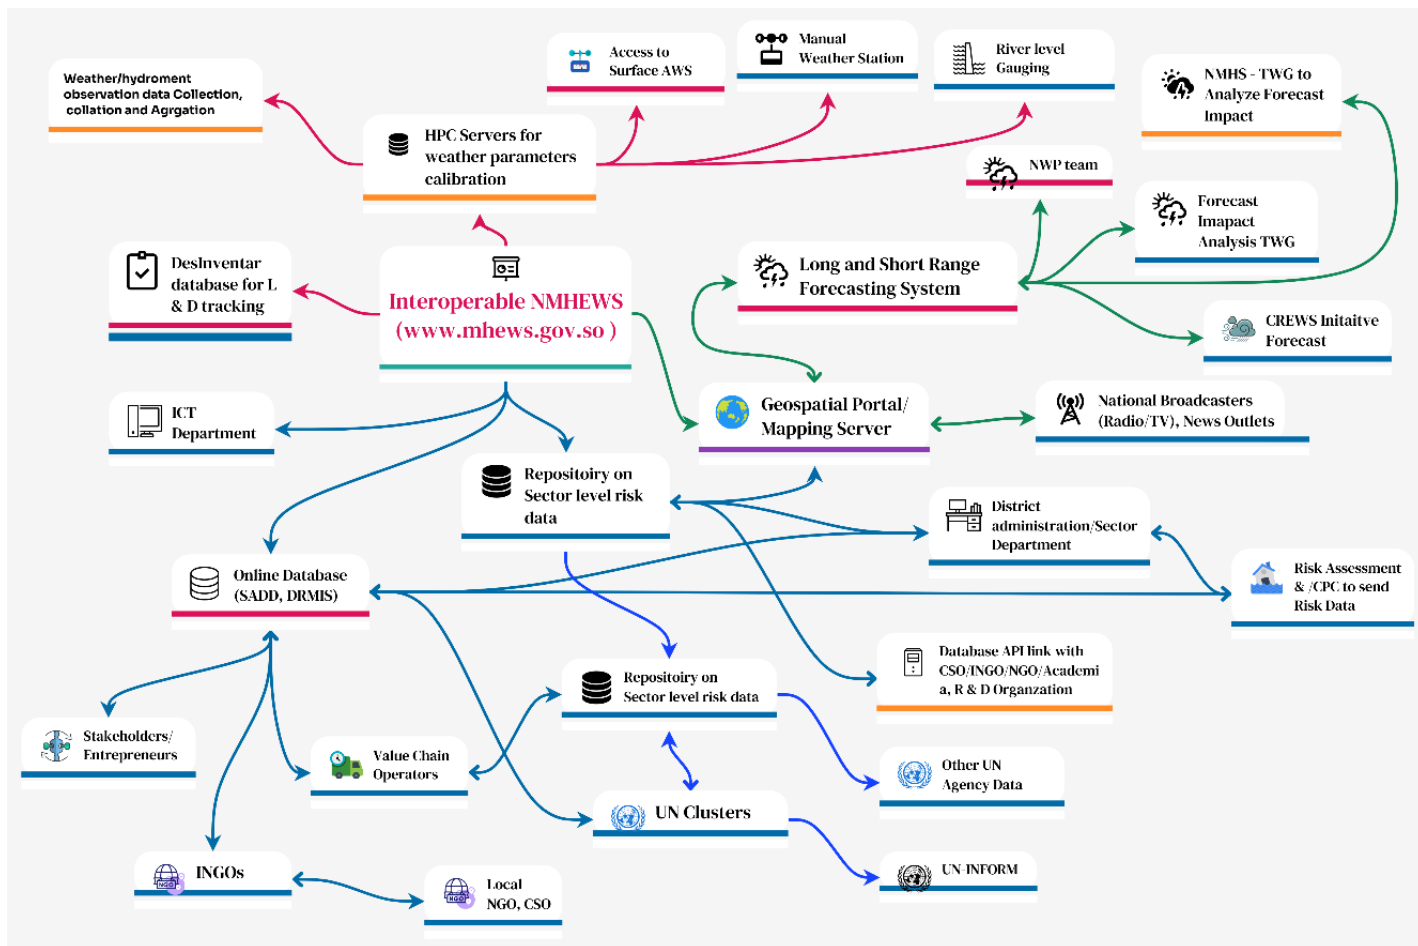 Access to
Surface AWS
Manual
Weather Station
River level
Gauging
Weather/hydroment
observation data Collection,
collation and Agrgation
NMHS - TWG to
Analyze Forecast
Impact
HPC Servers for
weather parameters
calibration
NWP team
Forecast
Imapact
Analysis TWG
DesInventar
database for L
& D tracking
Interoperable NMHEWS
(www.mhews.gov.so )
Long and Short Range
Forecasting System
CREWS Initaitve
Forecast
ICT
Department
Geospatial Portal/
Mapping Server
National Broadcasters
(Radio/TV), News Outlets
Repositoiry on
Sector level risk
data
District
administration/Sector
Department
Online Database
(SADD, DRMIS)
Risk Assessment
& /CPC to send
Risk Data
Database API link with
CSO/INGO/NGO/Academi
a, R & D Organzation
Repositoiry on
Sector level risk data
Stakeholders/
Entrepreneurs
Value Chain
Operators
Other UN
Agency Data
UN Clusters
INGOs
NGO
UN-INFORM
Local
NGO, CSO
NGO